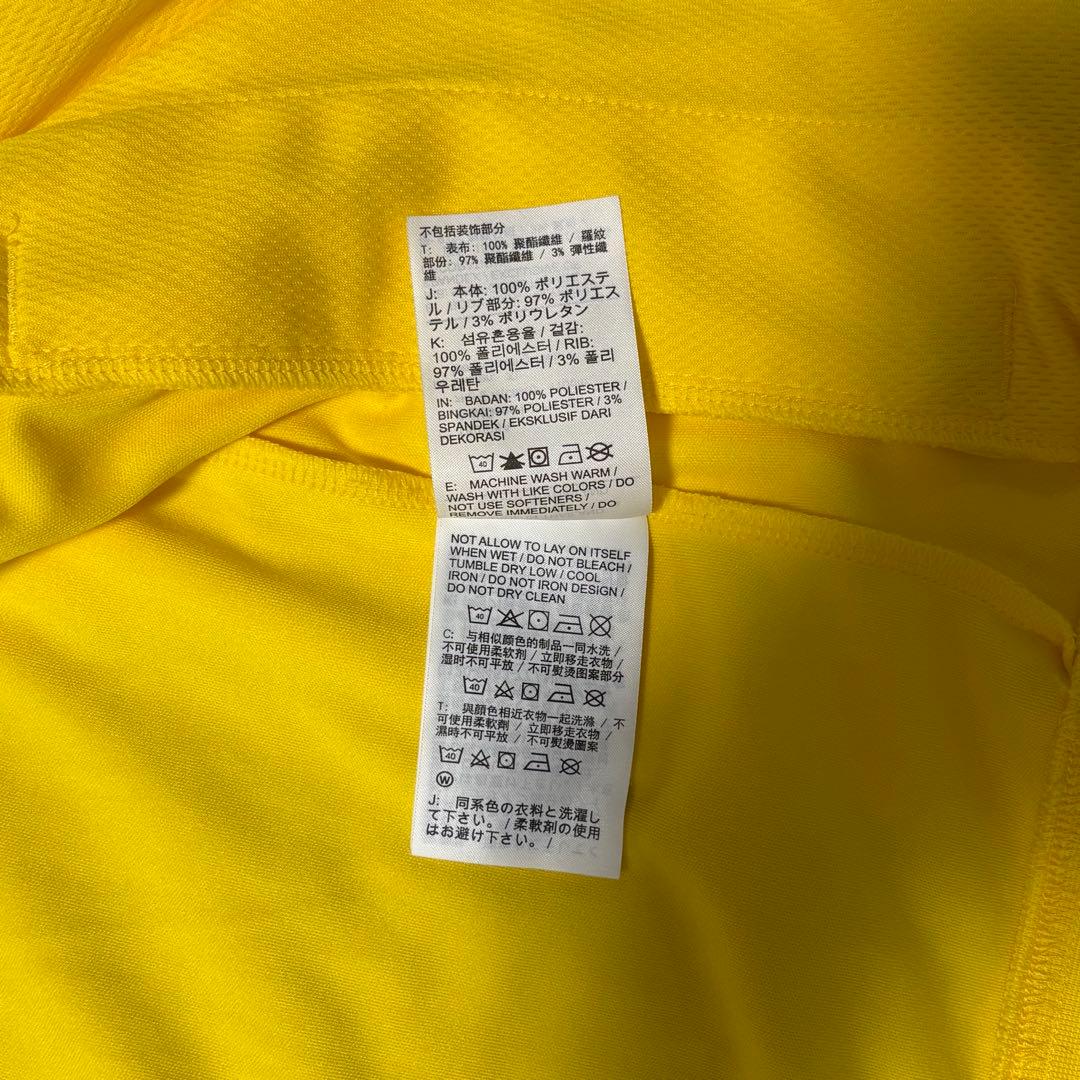 不包括装饰部分
T: 表布: 100% 聚酯纖維 / 羅紋
部份: 97% 聚酯纖維 / 3% 彈性纖
維
J: 本体: 100% ポリエステ
ル / リブ部分: 97% ポリエス
テル / 3% ポリウレタン
K: 섬유혼용율 / 겉감:
100% 폴리에스터 / RIB:
97% 폴리에스터 / 3% 폴리
우레탄
IN: BADAN: 100% POLIESTER /
BINGKAI: 97% POLIESTER / 3%
SPANDEK / EKSKLUSIF DARI
DEKORASI
40
E: MACHINE WASH WARM /
WASH WITH LIKE COLORS / DO
NOT USE SOFTENERS /
REMOVE IMMEDIATELY / DO
NOT ALLOW TO LAY ON ITSELF
WHEN WET / DO NOT BLEACH /
TUMBLE DRY LOW / COOL
IRON / DO NOT IRON DESIGN /
DO NOT DRY CLEAN
40
C: 与相似颜色的制品一同水洗 /
不可使用柔软剂 / 立即移走衣物 /
湿时不可平放 / 不可熨烫图案部分
40
T: 與顏色相近衣物一起洗滌 / 不
可使用柔軟劑 / 立即移走衣物 /
濕時不可平放 / 不可熨燙圖案
40
W
J: 同系色の衣料と洗濯し
て下さい。 / 柔軟剤の使用
はお避け下さい。 /